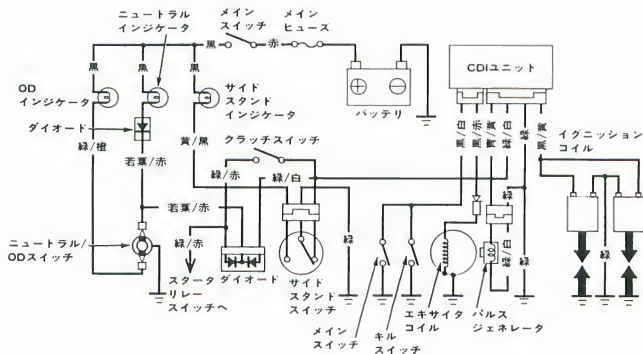 ニュートラル
インジケータ
メイン
スイッチ
メイン
ヒューズ
黒
赤
CDIユニット
黒
黒
黒
OD
インジケータ
サイド
スタンド
インジケータ
バッテリ
ダイオード
緑/橙
黄/黒
クラッチスイッチ
黒/白
黒/赤
青/黄
緑/白
緑
黒/黄
イグニッション
コイル
若葉/赤
緑/赤
緑/白
若葉/赤
緑/赤
緑
緑/白
緑
緑
ニュートラル/
ODスイッチ
スタータ
リレー
スイッチへ
ダイオード
サイド
スタンド
スイッチ
メイン
スイッチ
キル
スイッチ
エキサイタ
コイル
パルス
ジェネレータ